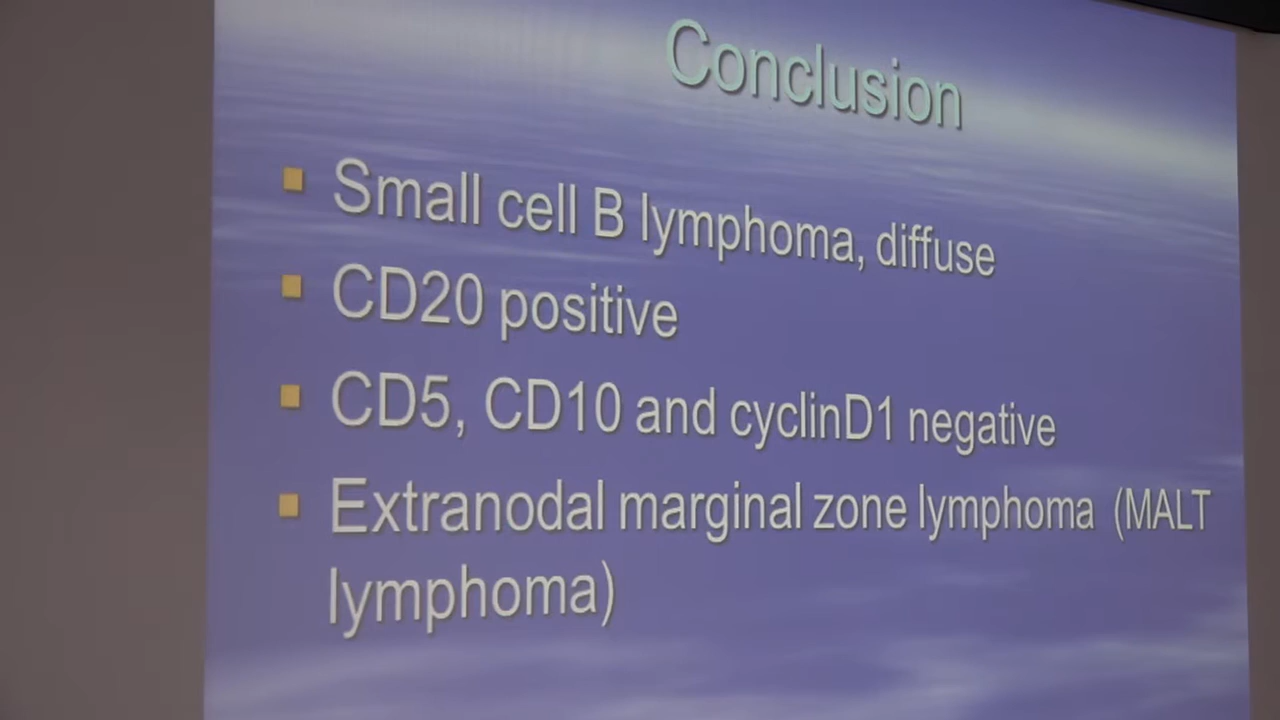 Conclusion
Small cell B lymphoma, diffuse
CD20 positive
CD5, CD10 and cyclinD1 negative
Extranodal marginal zone lymphoma (MALT
lymphoma)